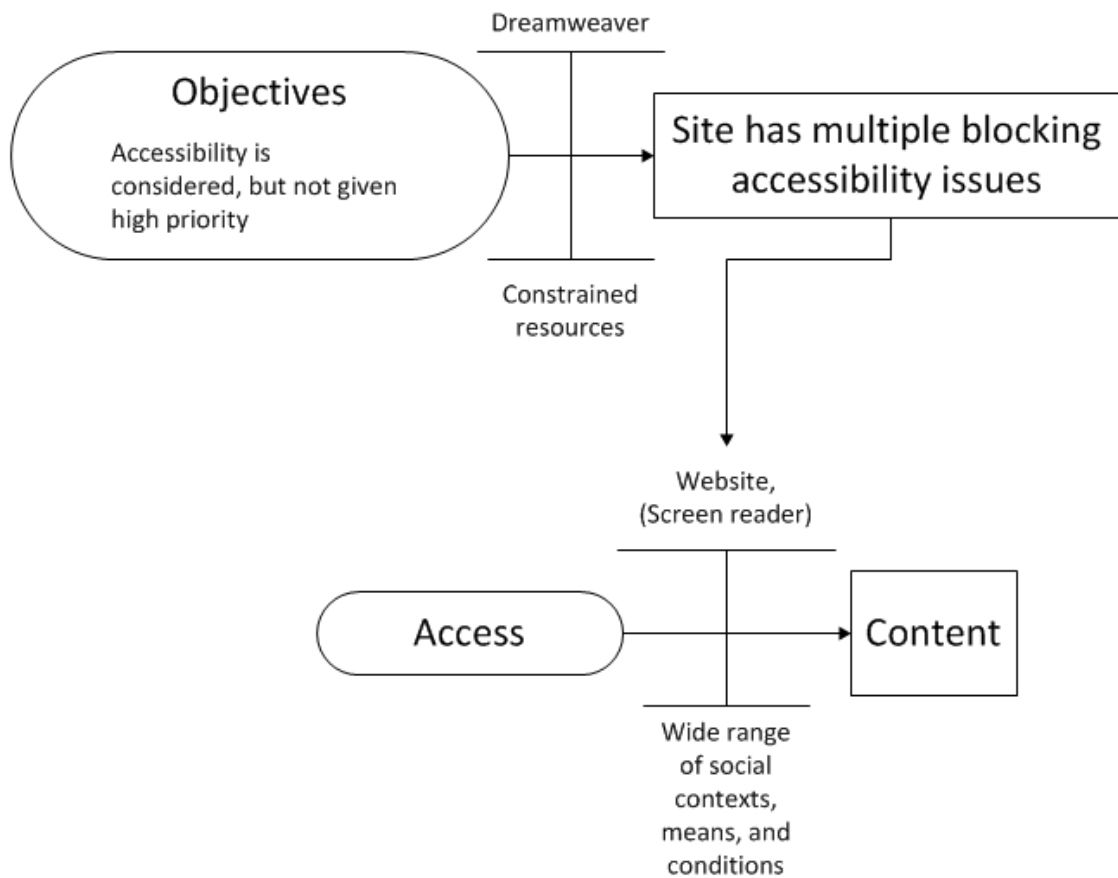 Dreamweaver
Objectives
Accessibility is
considered, but not given
high priority
Site has multiple blocking
accessibility issues
Constrained
resources
Website,
(Screen reader)
Access
Content
Wide range
of social
contexts,
means, and
conditions